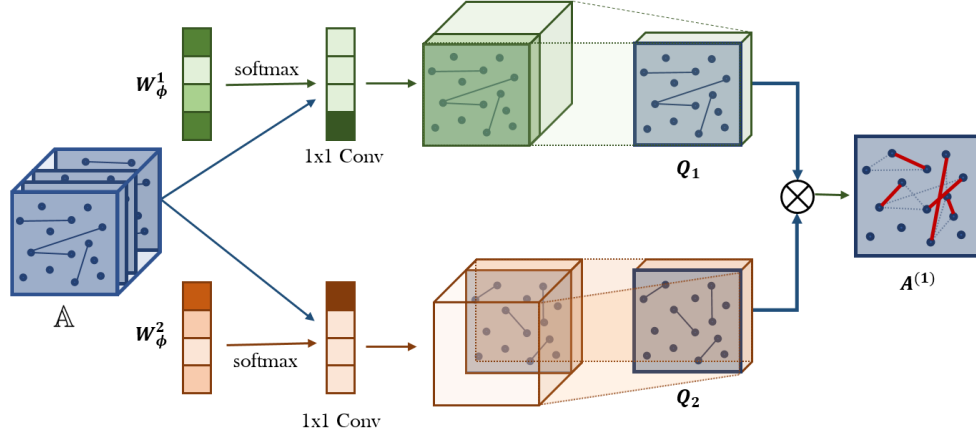 W_ϕ^1
softmax
1x1 Conv
Q_1
𝔸
A^(1)
W_ϕ^2
softmax
1x1 Conv
Q_2